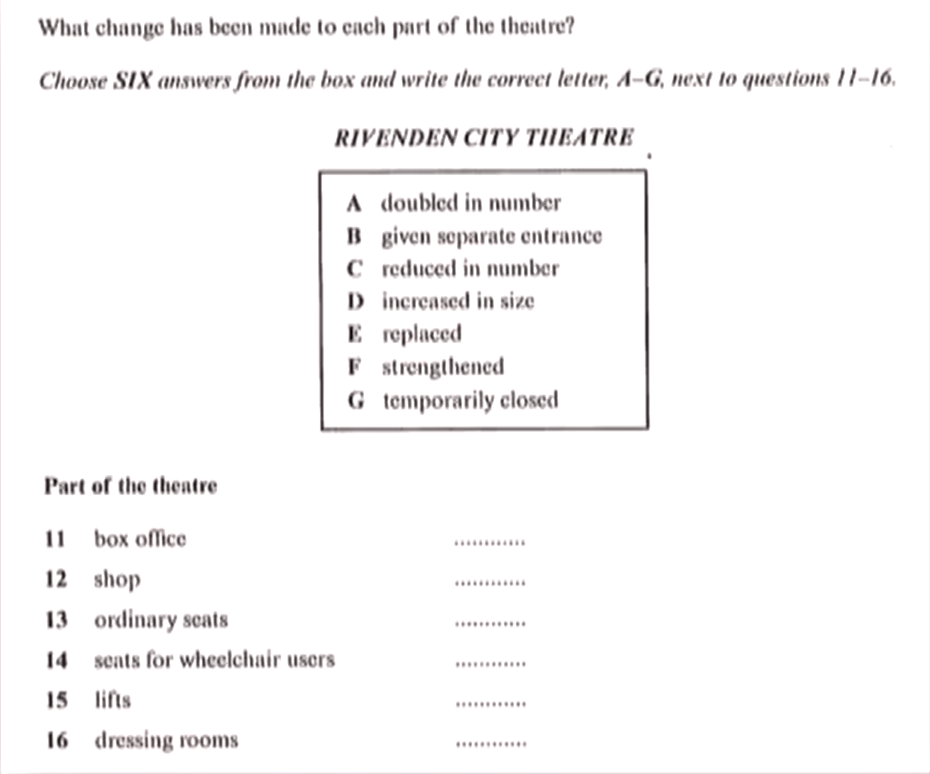 What change has been made to each part of the theatre?
Choose SIX answers from the box and write the correct letter, A–G, next to questions 11–16.
RIVENDEN CITY THEATRE
A doubled in number
B given separate entrance
C reduced in number
D increased in size
E replaced
F strengthened
G temporarily closed
Part of the theatre
11 box office ............
12 shop ............
13 ordinary seats ............
14 seats for wheelchair users ............
15 lifts ............
16 dressing rooms ............